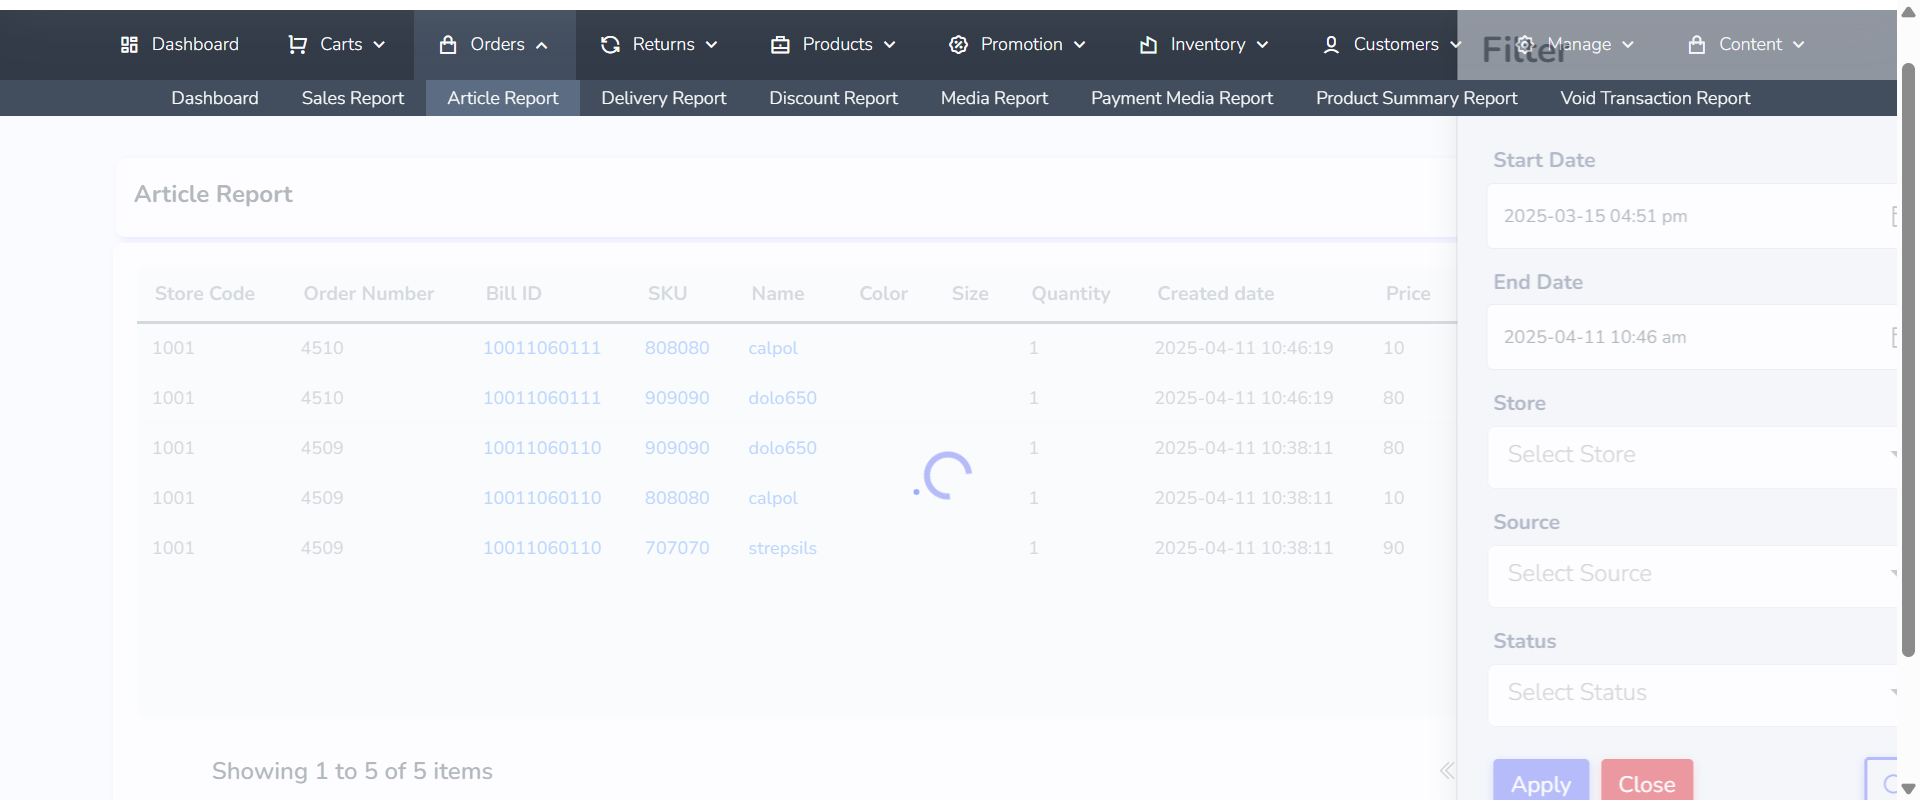 Dashboard Carts Orders Returns Products Promotion Inventory Customers Manage Content
Filter
Dashboard Sales Report Article Report Delivery Report Discount Report Media Report Payment Media Report Product Summary Report Void Transaction Report
Article Report
Store Code Order Number Bill ID SKU Name Color Size Quantity Created date Price
1001 4510 10011060111 808080 calpol 1 2025-04-11 10:46:19 10
1001 4510 10011060111 909090 dolo650 1 2025-04-11 10:46:19 80
1001 4509 10011060110 909090 dolo650 1 2025-04-11 10:38:11 80
1001 4509 10011060110 808080 calpol 1 2025-04-11 10:38:11 10
1001 4509 10011060110 707070 strepsils 1 2025-04-11 10:38:11 90
Showing 1 to 5 of 5 items
Start Date
2025-03-15 04:51 pm
End Date
2025-04-11 10:46 am
Store
Select Store
Source
Select Source
Status
Select Status
Apply Close